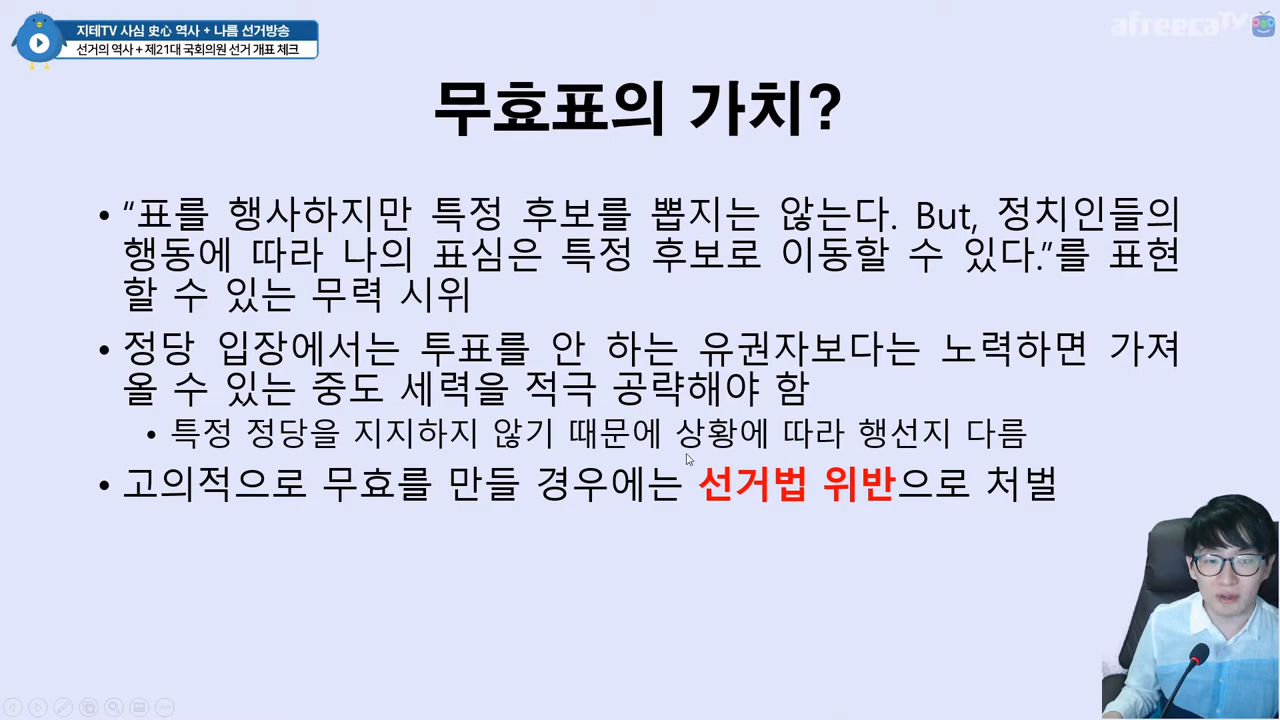 지테TV 사심 史心 역사 + 나름 선거방송
선거의 역사 + 제21대 국회의원 선거 개표 체크
afreecaTV
무효표의 가치?
• “표를 행사하지만 특정 후보를 뽑지는 않는다. But, 정치인들의
행동에 따라 나의 표심은 특정 후보로 이동할 수 있다.”를 표현
할 수 있는 무력 시위
• 정당 입장에서는 투표를 안 하는 유권자보다는 노력하면 가져
올 수 있는 중도 세력을 적극 공략해야 함
• 특정 정당을 지지하지 않기 때문에 상황에 따라 행선지 다름
• 고의적으로 무효를 만들 경우에는 선거법 위반으로 처벌